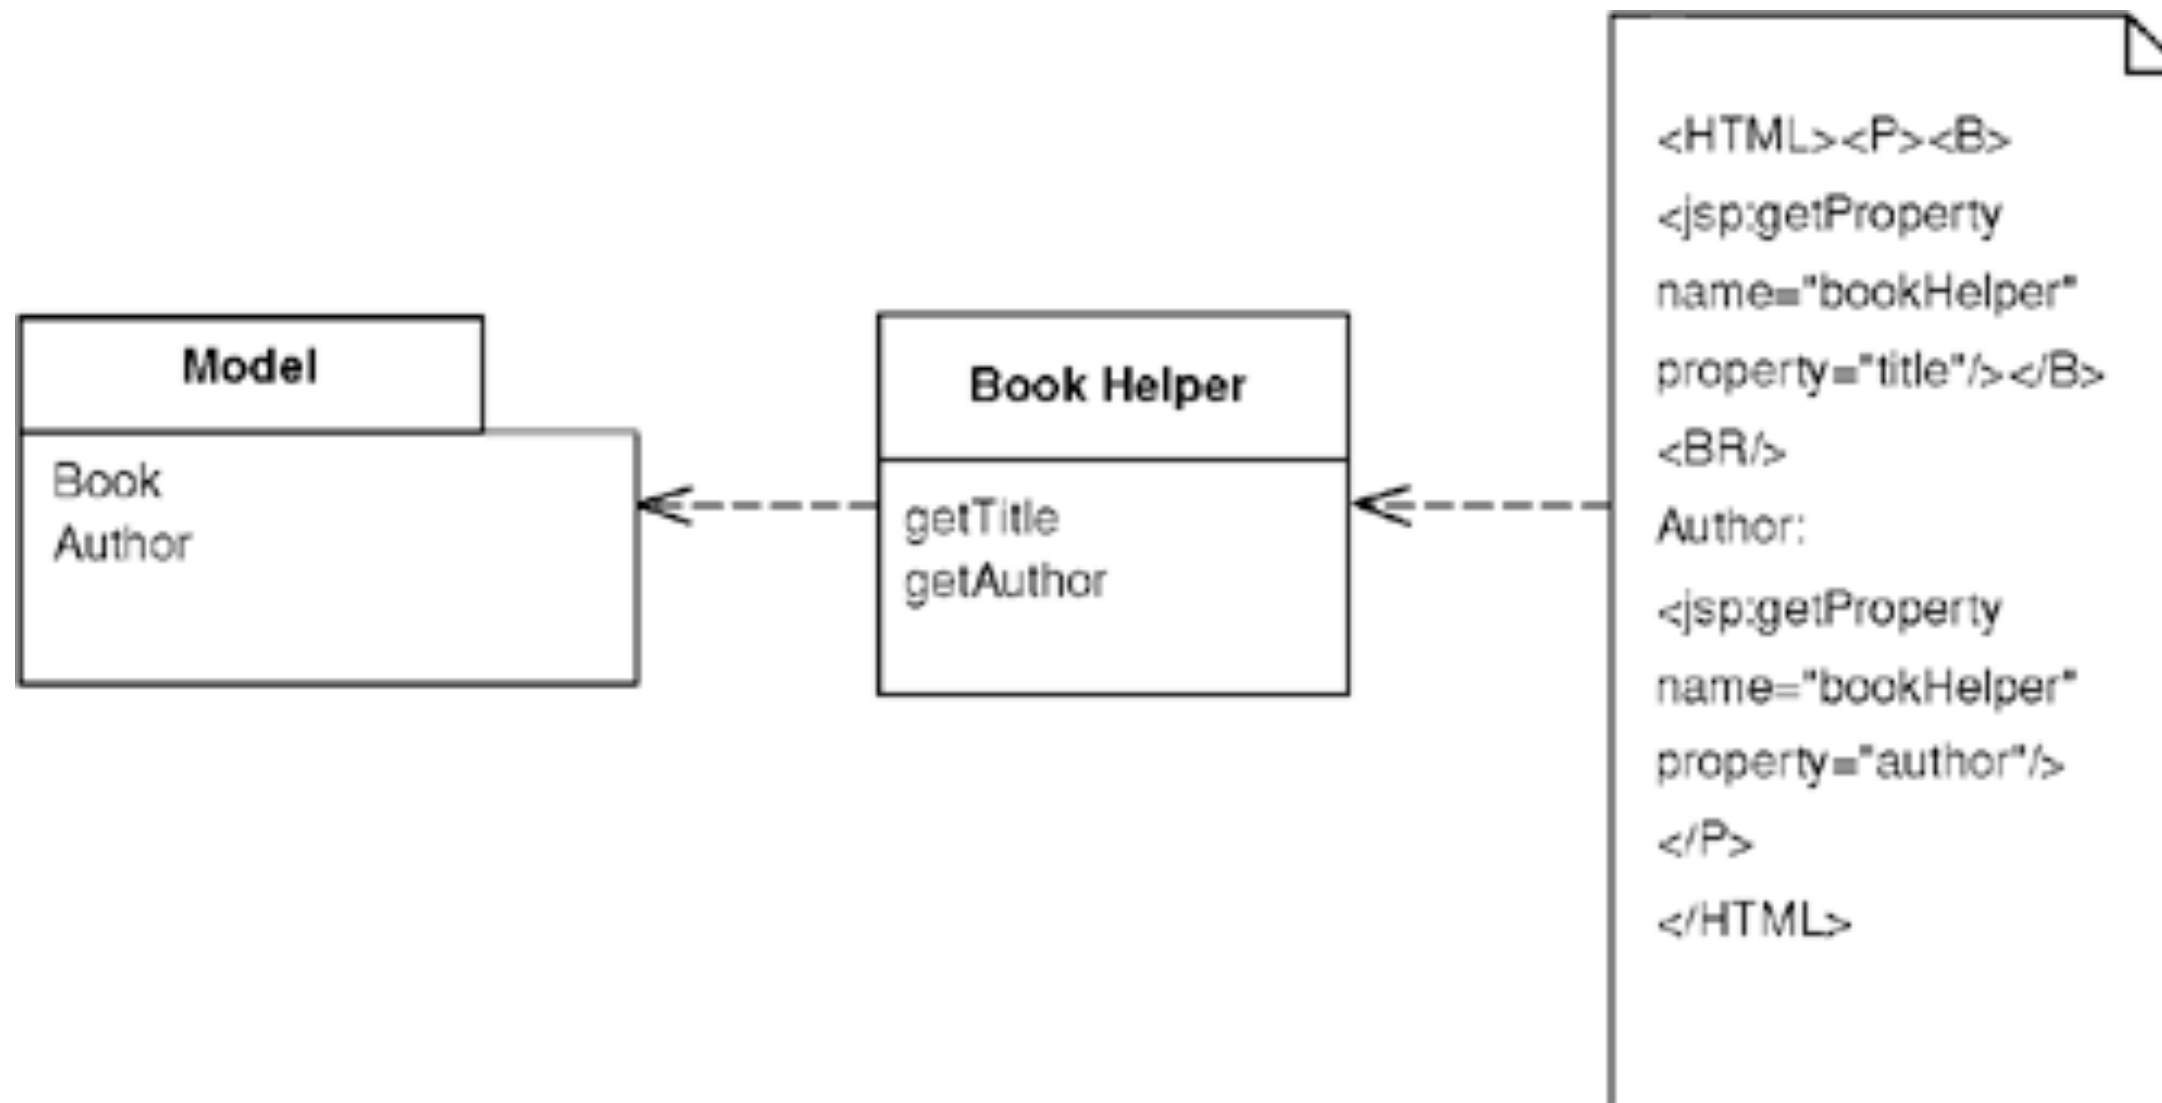 Model
Book
Author
Book Helper
getTitle
getAuthor
<HTML><P><B>
<jsp:getProperty
name="bookHelper"
property="title"/></B>
<BR/>
Author:
<jsp:getProperty
name="bookHelper"
property="author"/>
</P>
</HTML>